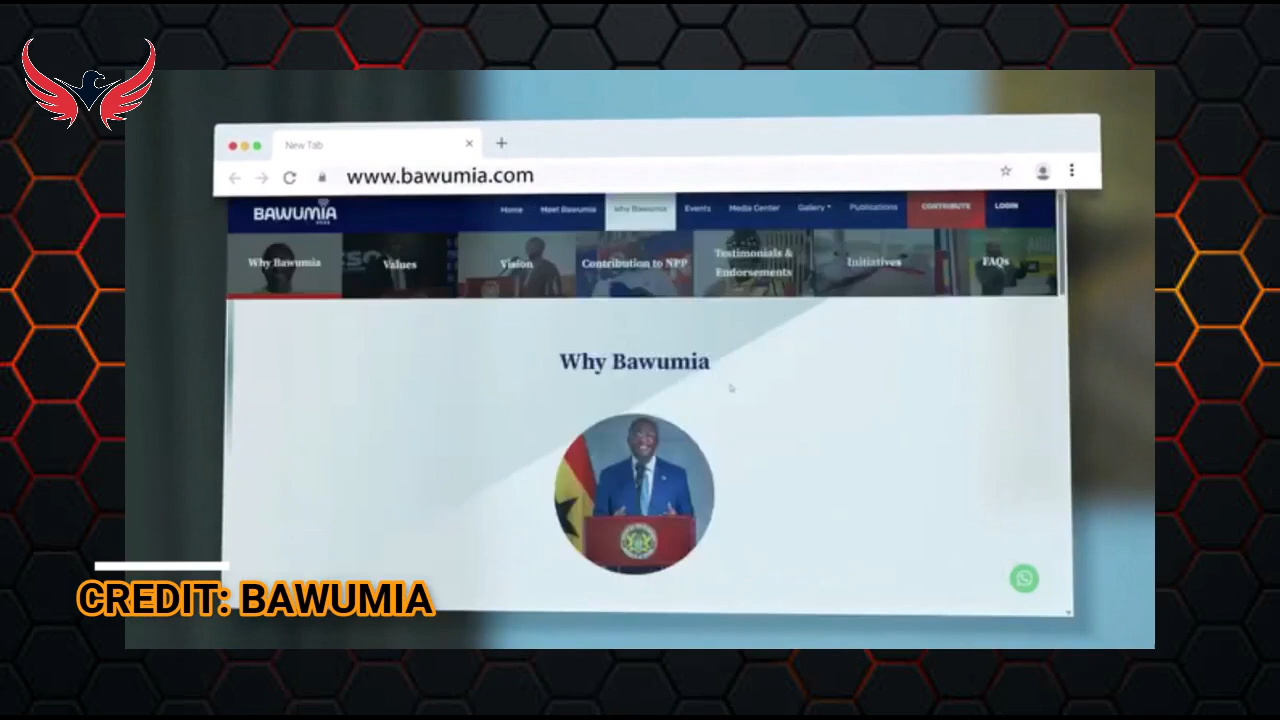 New Tab
www.bawumia.com
BAWUMIA
Home Meet Bawumia Why Bawumia Events Media Center Gallery Publications CONTRIBUTE LOGIN
Why Bawumia Values Vision Contribution to NPP Testimonials & Endorsements Initiatives FAQs
Why Bawumia
CREDIT: BAWUMIA